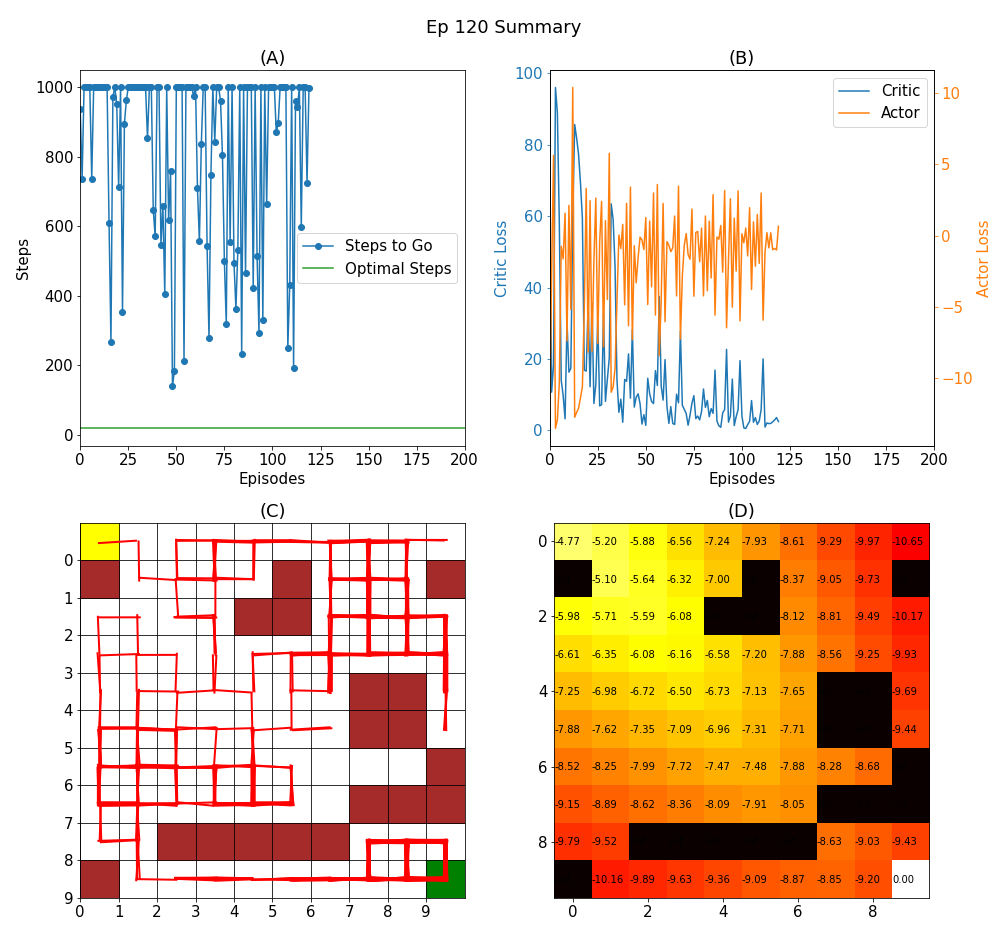 Ep 120 Summary
(A)
1000
800
600
400
200
0
Steps
Steps to Go
Optimal Steps
0 25 50 75 100 125 150 175 200
Episodes
(B)
100
80
60
40
20
0
Critic Loss
Critic
Actor
10
5
0
−5
−10
Actor Loss
0 25 50 75 100 125 150 175 200
Episodes
(C)
0
1
2
3
4
5
6
7
8
9
0 1 2 3 4 5 6 7 8 9
(D)
0 -4.77 -5.20 -5.88 -6.56 -7.24 -7.93 -8.61 -9.29 -9.97 -10.65
-5.10 -5.64 -6.32 -7.00 -8.37 -9.05 -9.73
2 -5.98 -5.71 -5.59 -6.08 -8.12 -8.81 -9.49 -10.17
-6.61 -6.35 -6.08 -6.16 -6.58 -7.20 -7.88 -8.56 -9.25 -9.93
4 -7.25 -6.98 -6.72 -6.50 -6.73 -7.13 -7.65 -9.69
-7.88 -7.62 -7.35 -7.09 -6.96 -7.31 -7.71 -9.44
6 -8.52 -8.25 -7.99 -7.72 -7.47 -7.48 -7.88 -8.28 -8.68
-9.15 -8.89 -8.62 -8.36 -8.09 -7.91 -8.05
8 -9.79 -9.52 -8.63 -9.03 -9.43
-10.16 -9.89 -9.63 -9.36 -9.09 -8.87 -8.85 -9.20 0.00
0 2 4 6 8